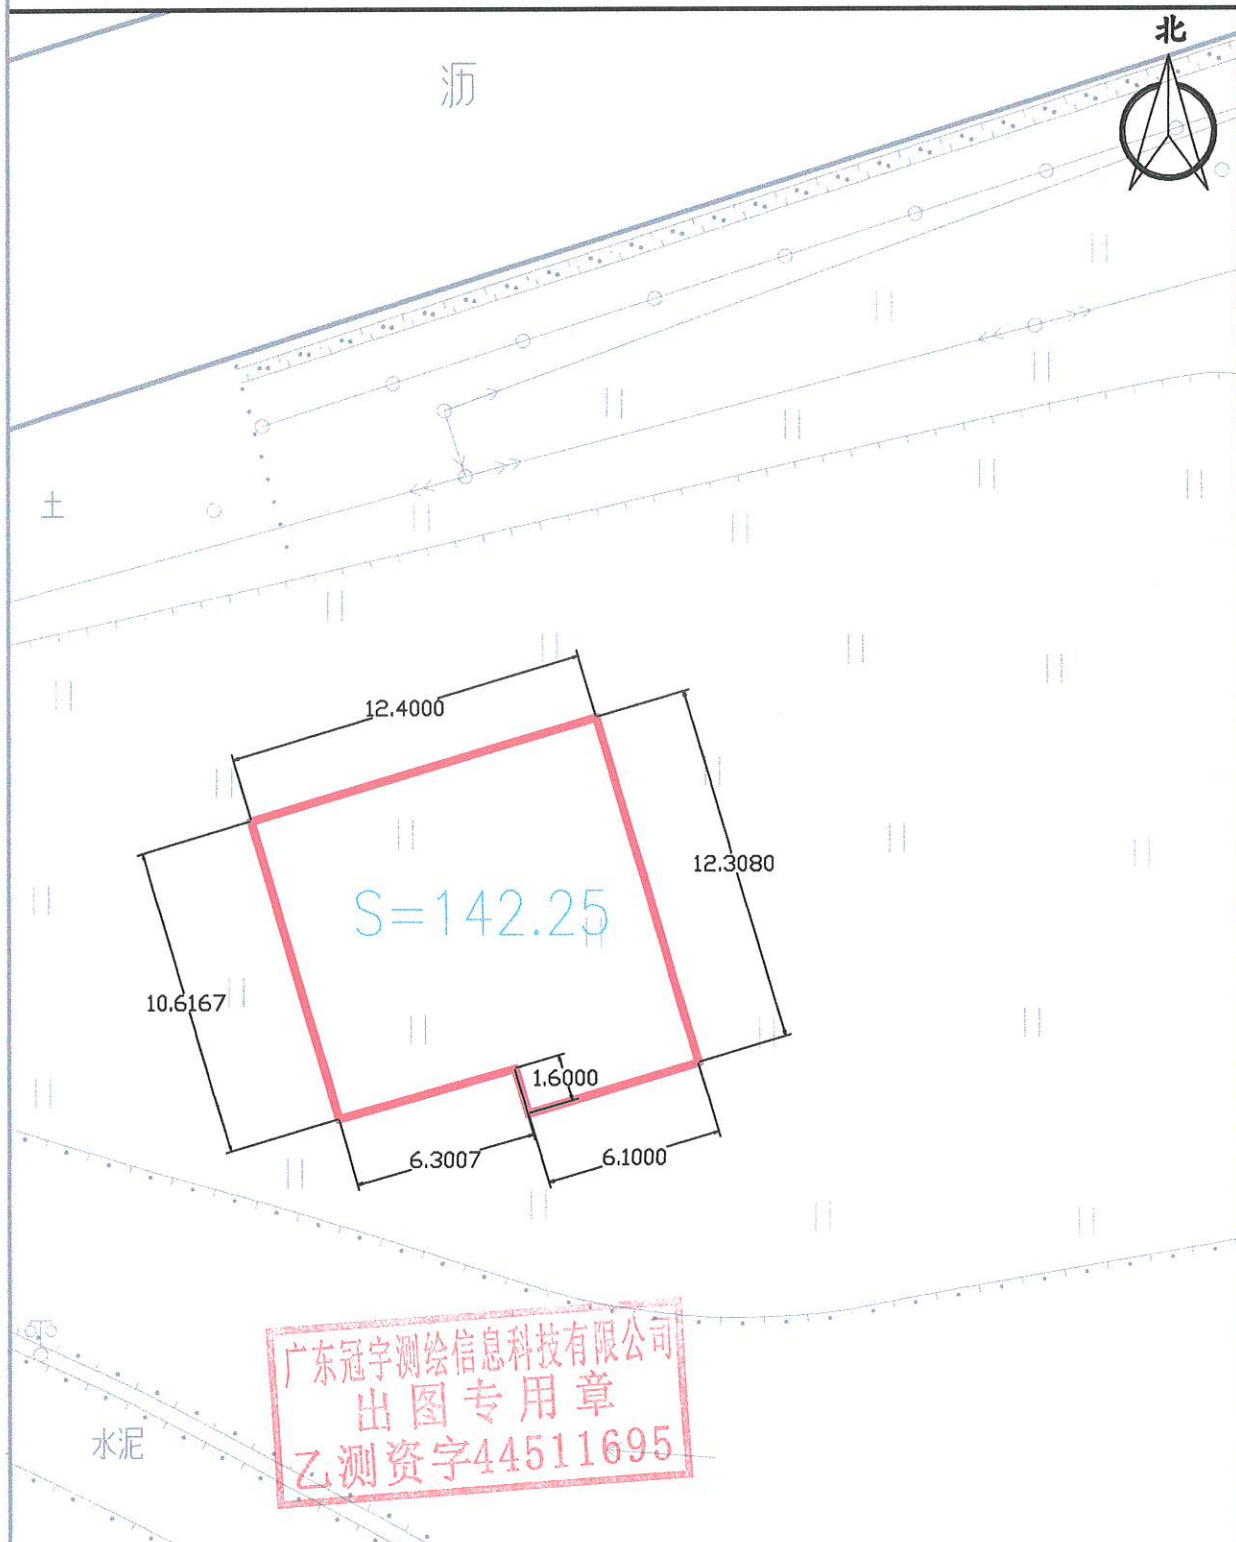 北
沥
土
12.4000
12.3080
S=142.25
10.6167
1.6000
6.3007
6.1000
广东冠宇测绘信息科技有限公司
出图专用章
乙测资字44511695
水泥